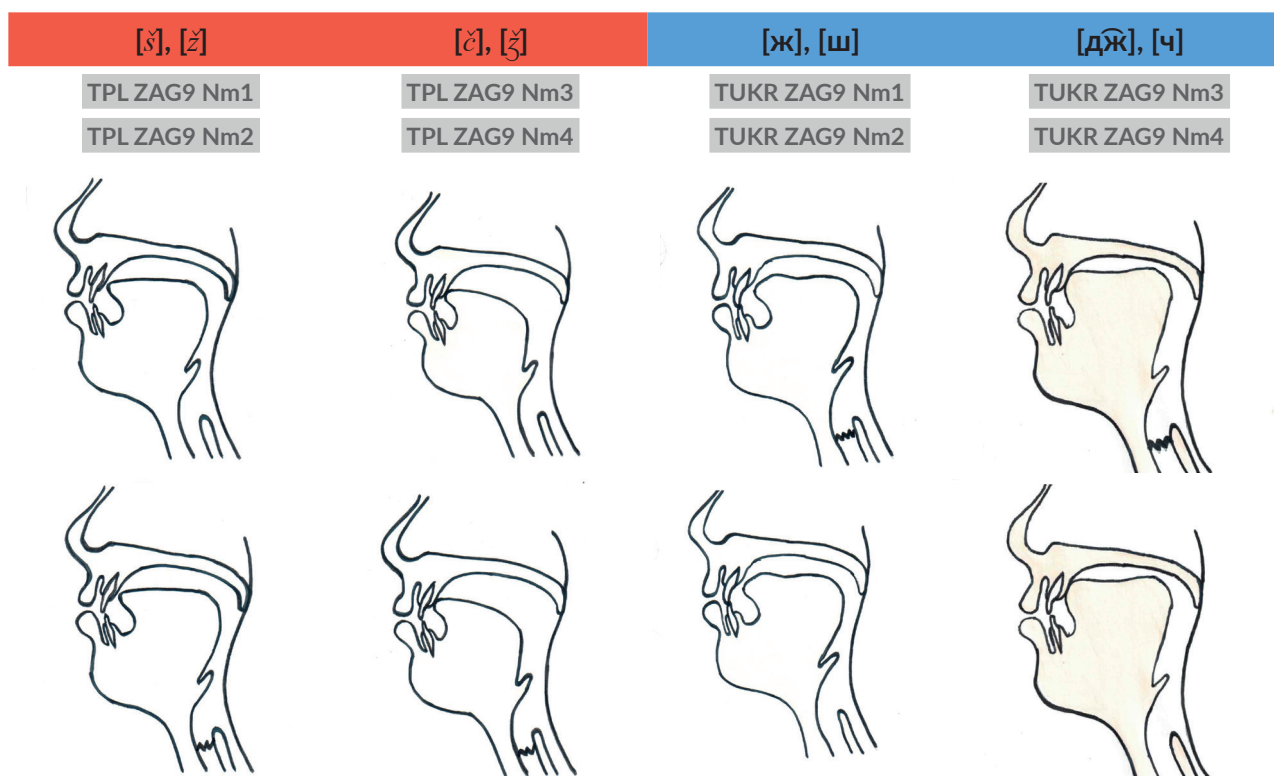 [š], [ž] [č], [ǯ] [ж], [ш] [д͡ж], [ч]
TPL ZAG9 Nm1 TPL ZAG9 Nm3 TUKR ZAG9 Nm1 TUKR ZAG9 Nm3
TPL ZAG9 Nm2 TPL ZAG9 Nm4 TUKR ZAG9 Nm2 TUKR ZAG9 Nm4